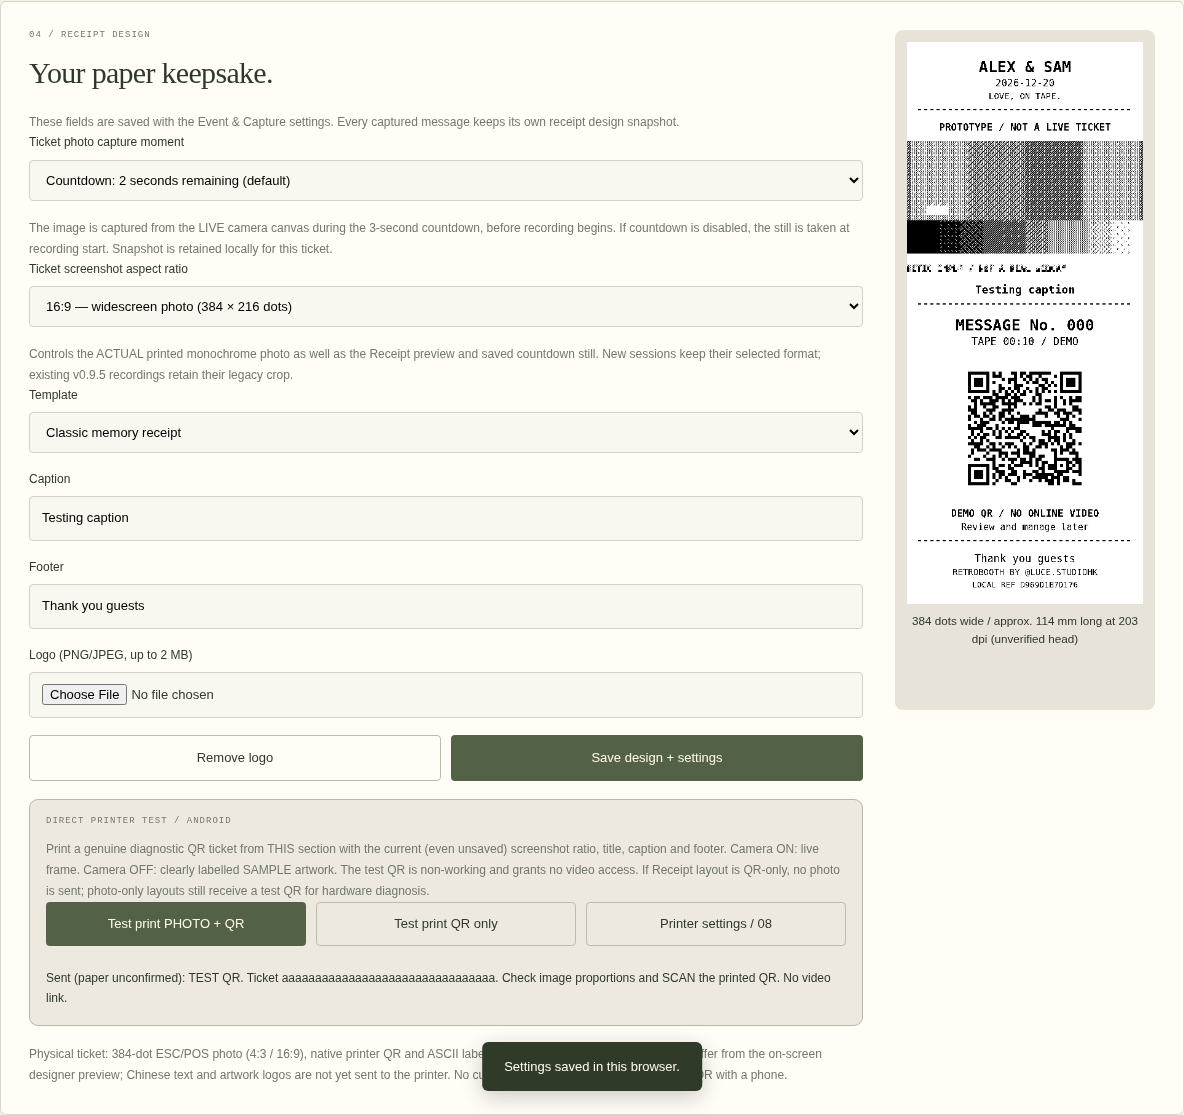 04 / RECEIPT DESIGN
Your paper keepsake.
These fields are saved with the Event & Capture settings. Every captured message keeps its own receipt design snapshot.
Ticket photo capture moment
Countdown: 2 seconds remaining (default)
The image is captured from the LIVE camera canvas during the 3-second countdown, before recording begins. If countdown is disabled, the still is taken at
recording start. Snapshot is retained locally for this ticket.
Ticket screenshot aspect ratio
16:9 — widescreen photo (384 × 216 dots)
Controls the ACTUAL printed monochrome photo as well as the Receipt preview and saved countdown still. New sessions keep their selected format;
existing v0.9.5 recordings retain their legacy crop.
Template
Classic memory receipt
Caption
Testing caption
Footer
Thank you guests
Logo (PNG/JPEG, up to 2 MB)
Choose File No file chosen
Remove logo
Save design + settings
DIRECT PRINTER TEST / ANDROID
Print a genuine diagnostic QR ticket from THIS section with the current (even unsaved) screenshot ratio, title, caption and footer. Camera ON: live
frame. Camera OFF: clearly labelled SAMPLE artwork. The test QR is non-working and grants no video access. If Receipt layout is QR-only, no photo
is sent; photo-only layouts still receive a test QR for hardware diagnosis.
Test print PHOTO + QR
Test print QR only
Printer settings / 08
Sent (paper unconfirmed): TEST QR. Ticket aaaaaaaaaaaaaaaaaaaaaaaaaaaaaaaa. Check image proportions and SCAN the printed QR. No video
link.
Physical ticket: 384-dot ESC/POS photo (4:3 / 16:9), native printer QR and ASCII
ffer from the on-screen
designer preview; Chinese text and artwork logos are not yet sent to the printer. No
R with a phone.
Settings saved in this browser.
ALEX & SAM
2026-12-20
LOVE, ON TAPE.
PROTOTYPE / NOT A LIVE TICKET
Testing caption
MESSAGE No. 000
TAPE 00:10 / DEMO
DEMO QR / NO ONLINE VIDEO
Review and manage later
Thank you guests
RETROBOOTH BY @LUCE.STUDIOHK
LOCAL REF D969D1B7D176
384 dots wide / approx. 114 mm long at 203
dpi (unverified head)